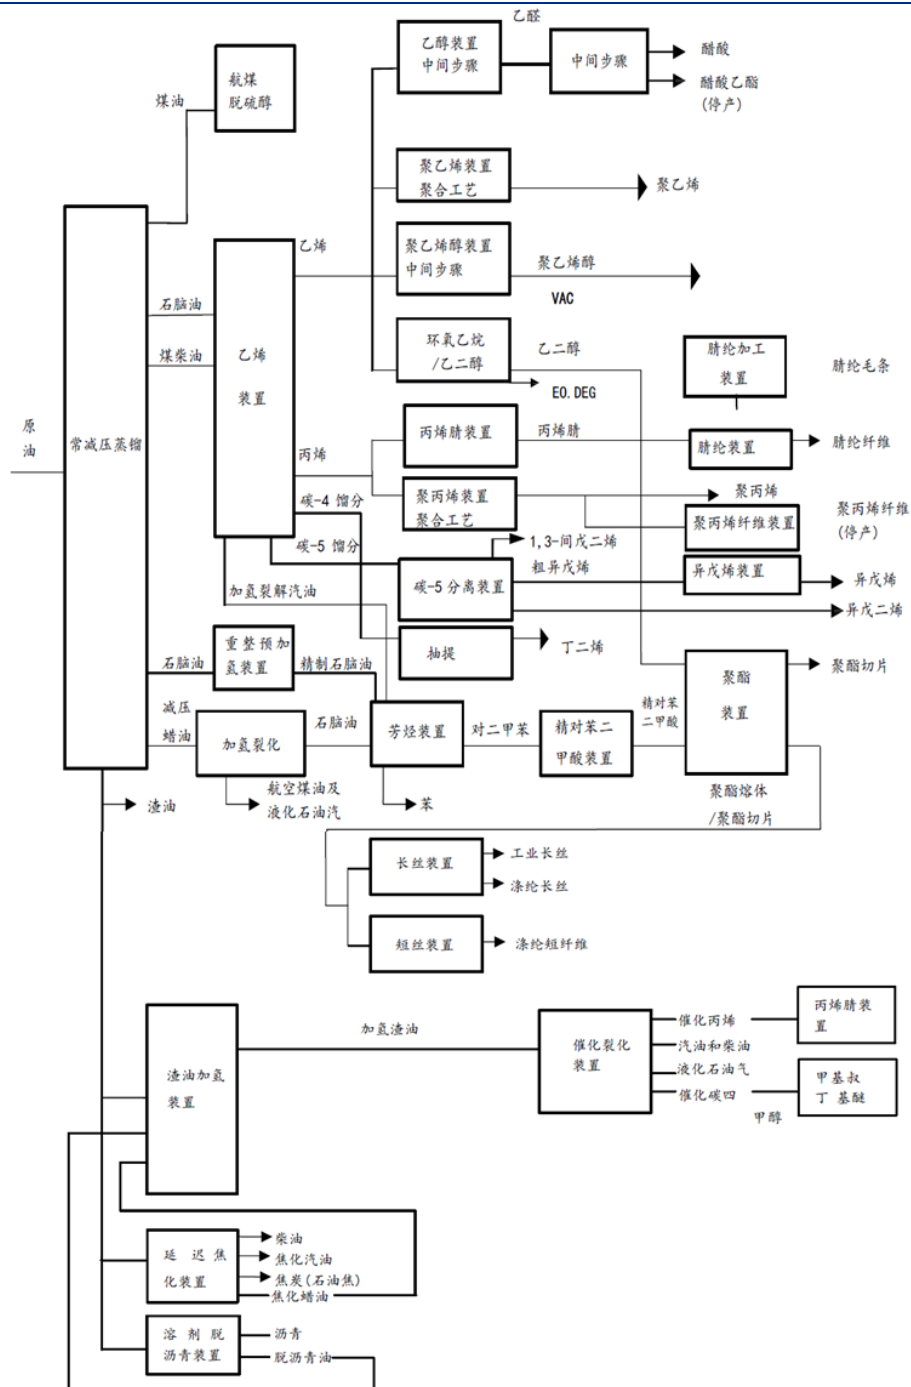 乙醛
乙醇装置
中间步骤
中间步骤
醋酸
醋酸乙酯
(停产)
航煤
脱硫醇
煤油
聚乙烯装置
聚合工艺
聚乙烯
乙烯
聚乙烯醇装置
中间步骤
聚乙烯醇
VAC
石脑油
煤柴油
乙烯
装置
环氧乙烷
/乙二醇
乙二醇
EO.DEG
腈纶加工
装置
腈纶毛条
原
油
常减压蒸馏
丙烯
丙烯腈装置
丙烯腈
腈纶装置
腈纶纤维
碳-4 馏分
聚丙烯装置
聚合工艺
聚丙烯
聚丙烯纤维装置
聚丙烯纤维
(停产)
碳-5 馏分
1,3-间戊二烯
粗异戊烯
碳-5分离装置
异戊烯装置
异戊烯
异戊二烯
加氢裂解汽油
抽提
丁二烯
石脑油
重整预加
氢装置
精制石脑油
聚酯
装置
聚酯切片
减压
蜡油
加氢裂化
石脑油
芳烃装置
对二甲苯
精对苯二
甲酸装置
精对苯
二甲酸
渣油
航空煤油及
液化石油汽
苯
聚酯熔体
/聚酯切片
长丝装置
工业长丝
涤纶长丝
短丝装置
涤纶短纤维
渣油加氢
装置
加氢渣油
催化裂化
装置
催化丙烯
汽油和柴油
液化石油气
催化碳四
甲醇
丙烯腈装
置
甲基叔
丁 基醚
延 迟焦
化装置
柴油
焦化汽油
焦炭(石油焦)
焦化蜡油
溶 剂 脱
沥青装置
沥青
脱沥青油